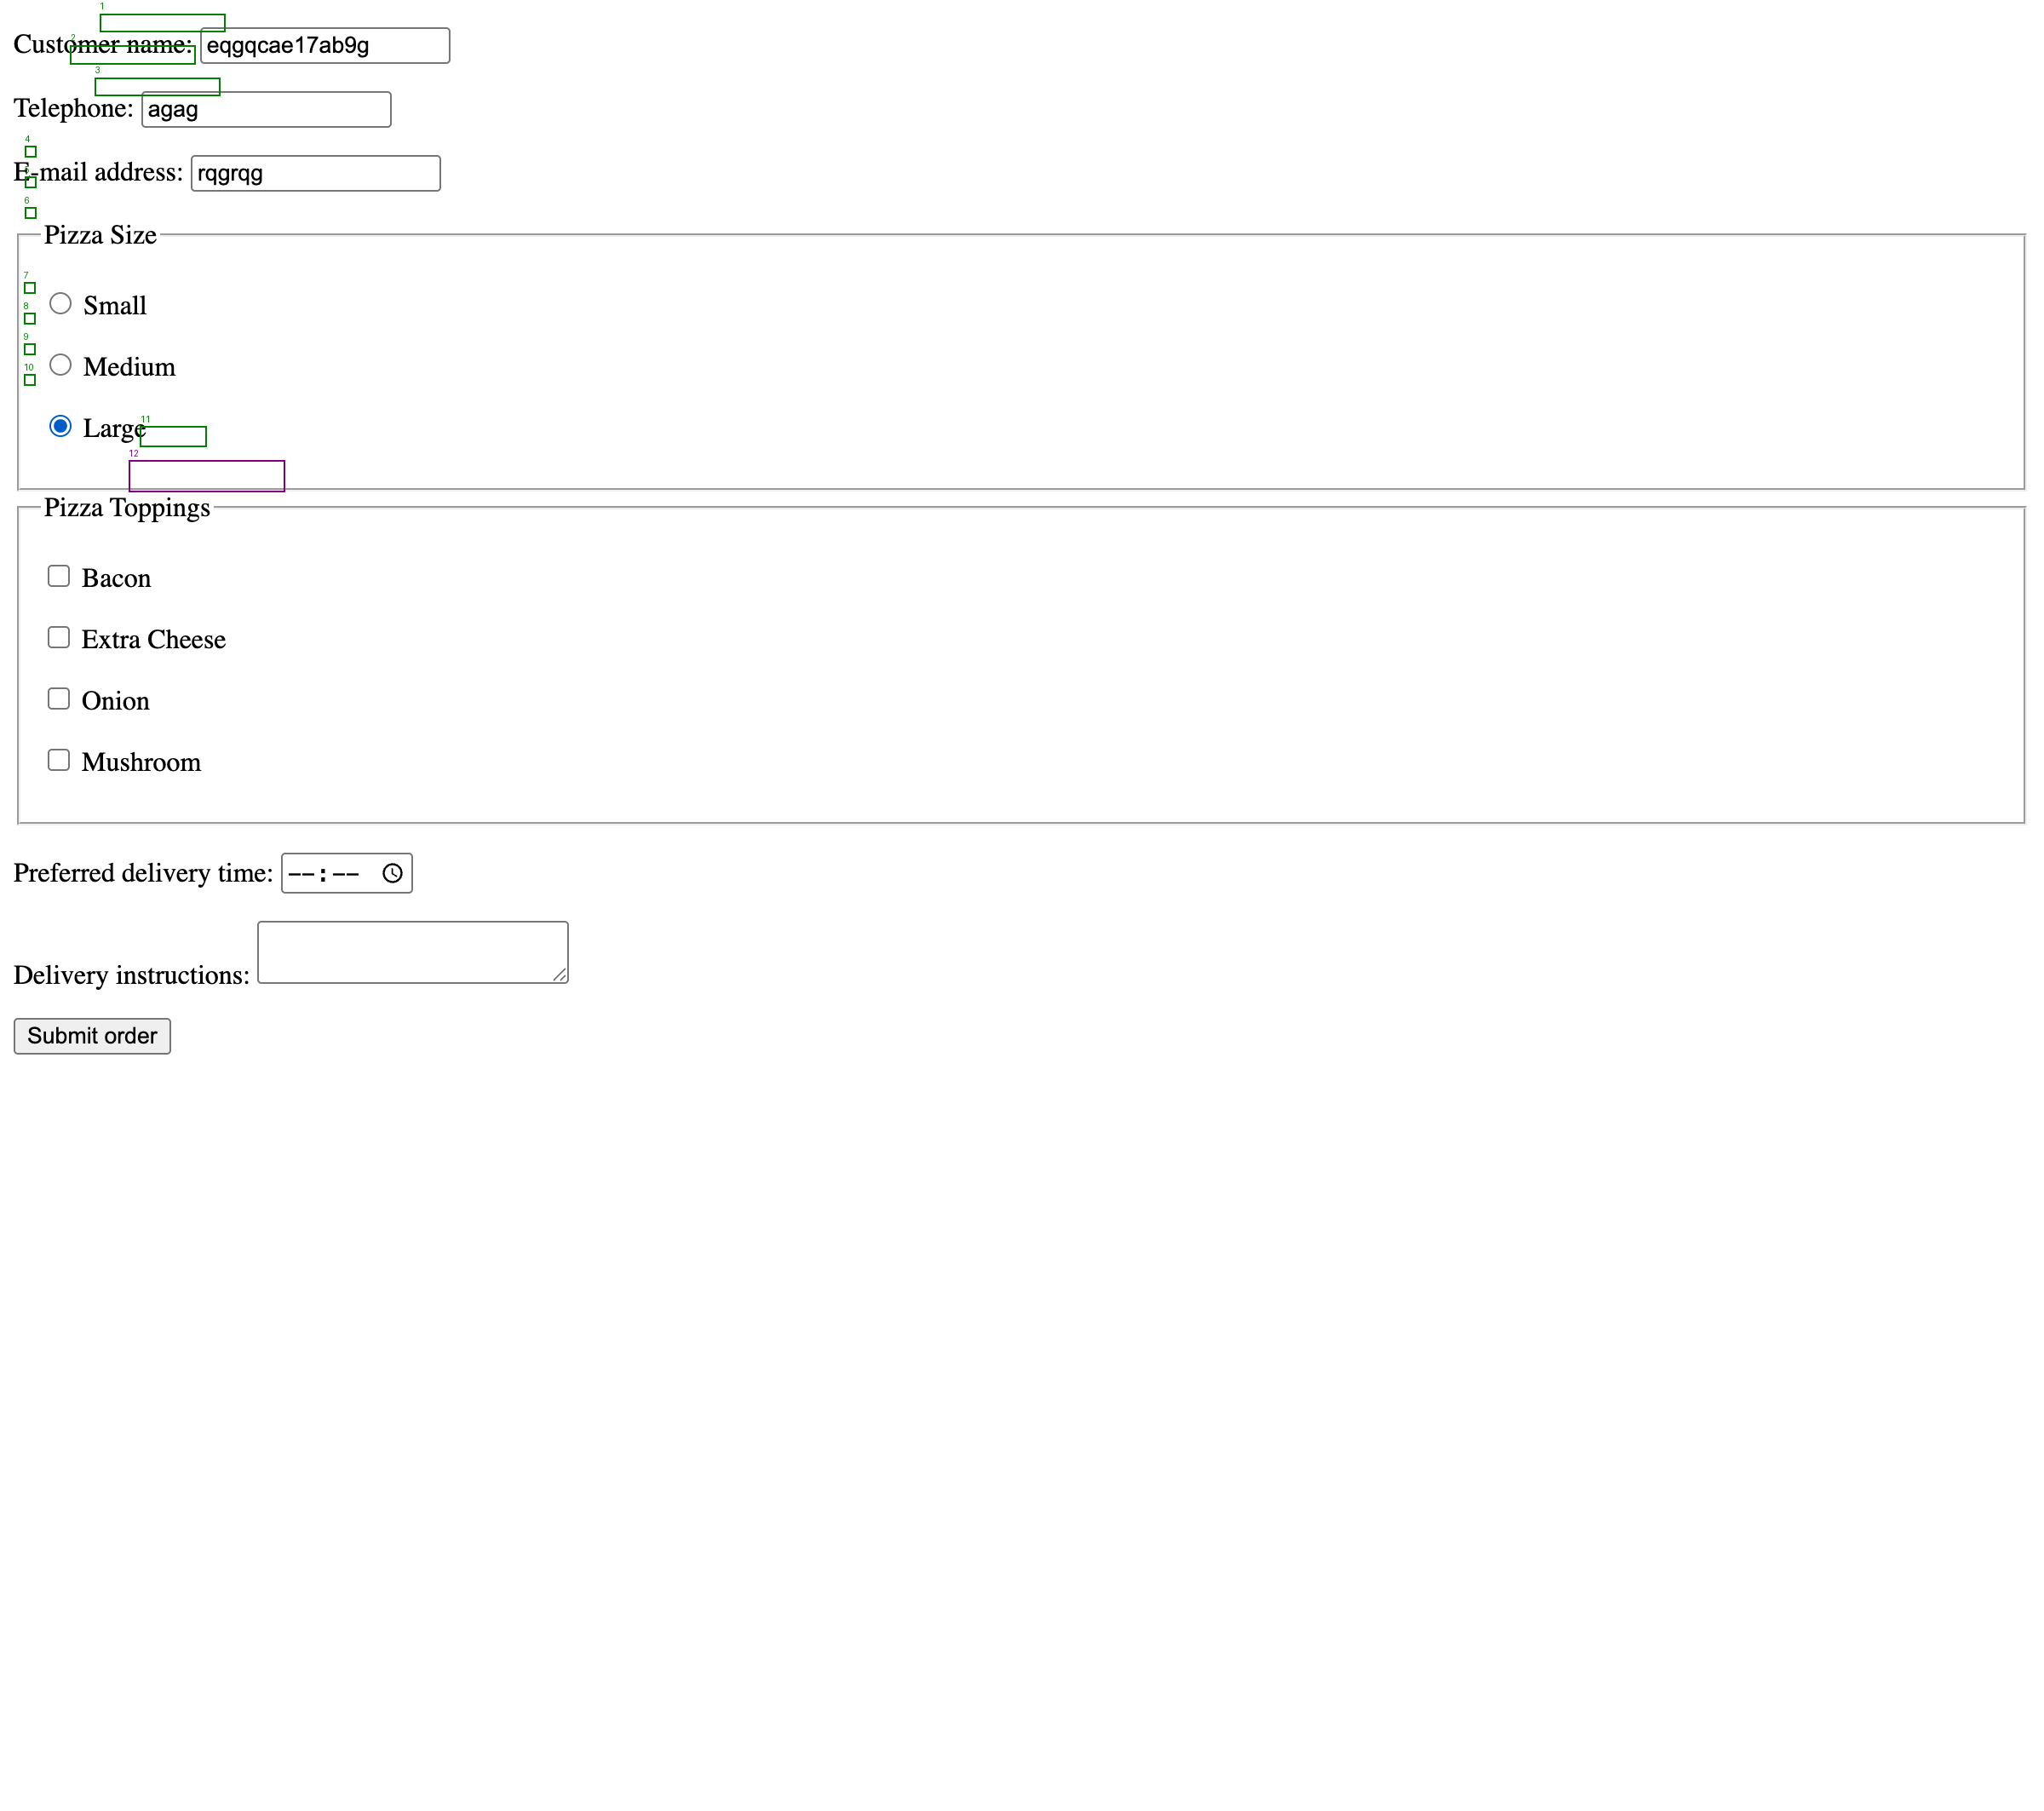 1
Customer name: eqgqcae17ab9g
2
3
Telephone: agag
4
E-mail address: rqgrqg
6
Pizza Size
7
Small
8
9
Medium
10
Large
11
12
Pizza Toppings
Bacon
Extra Cheese
Onion
Mushroom
Preferred delivery time: --:--
Delivery instructions:
Submit order